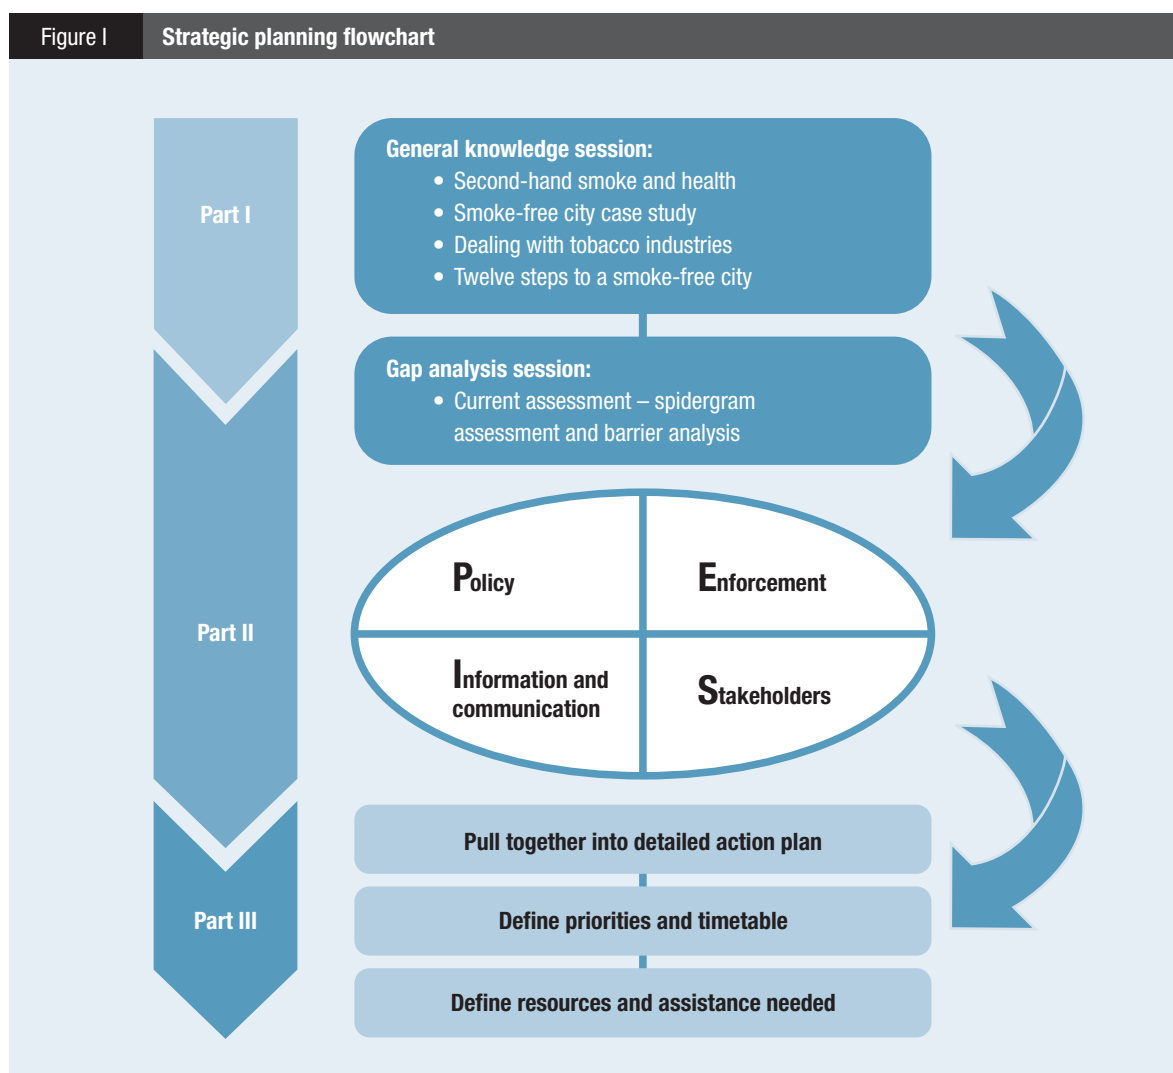 Figure I
Strategic planning flowchart
Part I
General knowledge session:
• Second-hand smoke and health
• Smoke-free city case study
• Dealing with tobacco industries
• Twelve steps to a smoke-free city
Gap analysis session:
• Current assessment – spidergram
assessment and barrier analysis
Part II
Policy
Enforcement
Information and
communication
Stakeholders
Part III
Pull together into detailed action plan
Define priorities and timetable
Define resources and assistance needed